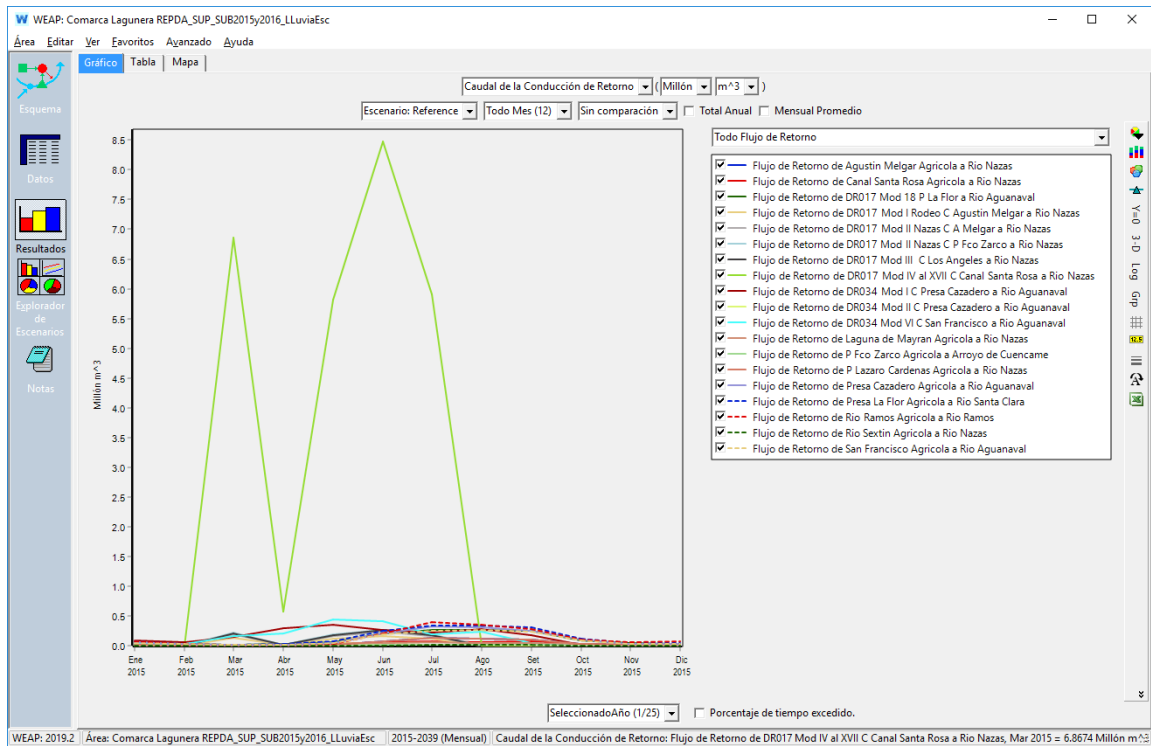 WEAP: Comarca Lagunera REPDA_SUP_SUB2015y2016_LLuviaEsc
Área Editar Ver Favoritos Avanzado Ayuda
Gráfico Tabla Mapa
Caudal de la Conducción de Retorno ( Millón m^3 )
Escenario: Reference Todo Mes (12) Sin comparación Total Anual Mensual Promedio
Esquema
Datos
Resultados
Explorador
de
Escenarios
Notas
Todo Flujo de Retorno
Flujo de Retorno de Agustin Melgar Agricola a Rio Nazas
Flujo de Retorno de Canal Santa Rosa Agricola a Rio Nazas
Flujo de Retorno de DR017 Mod 18 P La Flor a Rio Aguanaval
Flujo de Retorno de DR017 Mod I Rodeo C Agustin Melgar a Rio Nazas
Flujo de Retorno de DR017 Mod II Nazas C A Melgar a Rio Nazas
Flujo de Retorno de DR017 Mod II Nazas C P Fco Zarco a Rio Nazas
Flujo de Retorno de DR017 Mod III C Los Angeles a Rio Nazas
Flujo de Retorno de DR017 Mod IV al XVII C Canal Santa Rosa a Rio Nazas
Flujo de Retorno de DR034 Mod I C Presa Cazadero a Rio Aguanaval
Flujo de Retorno de DR034 Mod II C Presa Cazadero a Rio Aguanaval
Flujo de Retorno de DR034 Mod VI C San Francisco a Rio Aguanaval
Flujo de Retorno de Laguna de Mayran Agricola a Rio Nazas
Flujo de Retorno de P Fco Zarco Agricola a Arroyo de Cuencame
Flujo de Retorno de P Lazaro Cardenas Agricola a Rio Nazas
Flujo de Retorno de Presa Cazadero Agricola a Rio Aguanaval
Flujo de Retorno de Presa La Flor Agricola a Rio Santa Clara
Flujo de Retorno de Rio Ramos Agricola a Rio Ramos
Flujo de Retorno de Rio Sextin Agricola a Rio Nazas
Flujo de Retorno de San Francisco Agricola a Rio Aguanaval
Y=0
3-D
Log
Grp
12.5
8.5
8.0
7.5
7.0
6.5
6.0
5.5
5.0
4.5
4.0
3.5
3.0
2.5
2.0
1.5
1.0
0.5
0.0
Millón m^3
Ene Feb Mar Abr May Jun Jul Ago Set Oct Nov Dic
2015 2015 2015 2015 2015 2015 2015 2015 2015 2015 2015 2015
SeleccionadoAño (1/25) Porcentaje de tiempo excedido.
WEAP: 2019.2 Área: Comarca Lagunera REPDA_SUP_SUB2015y2016_LLuviaEsc 2015-2039 (Mensual) Caudal de la Conducción de Retorno: Flujo de Retorno de DR017 Mod IV al XVII C Canal Santa Rosa a Rio Nazas, Mar 2015 = 6.8674 Millón m^3